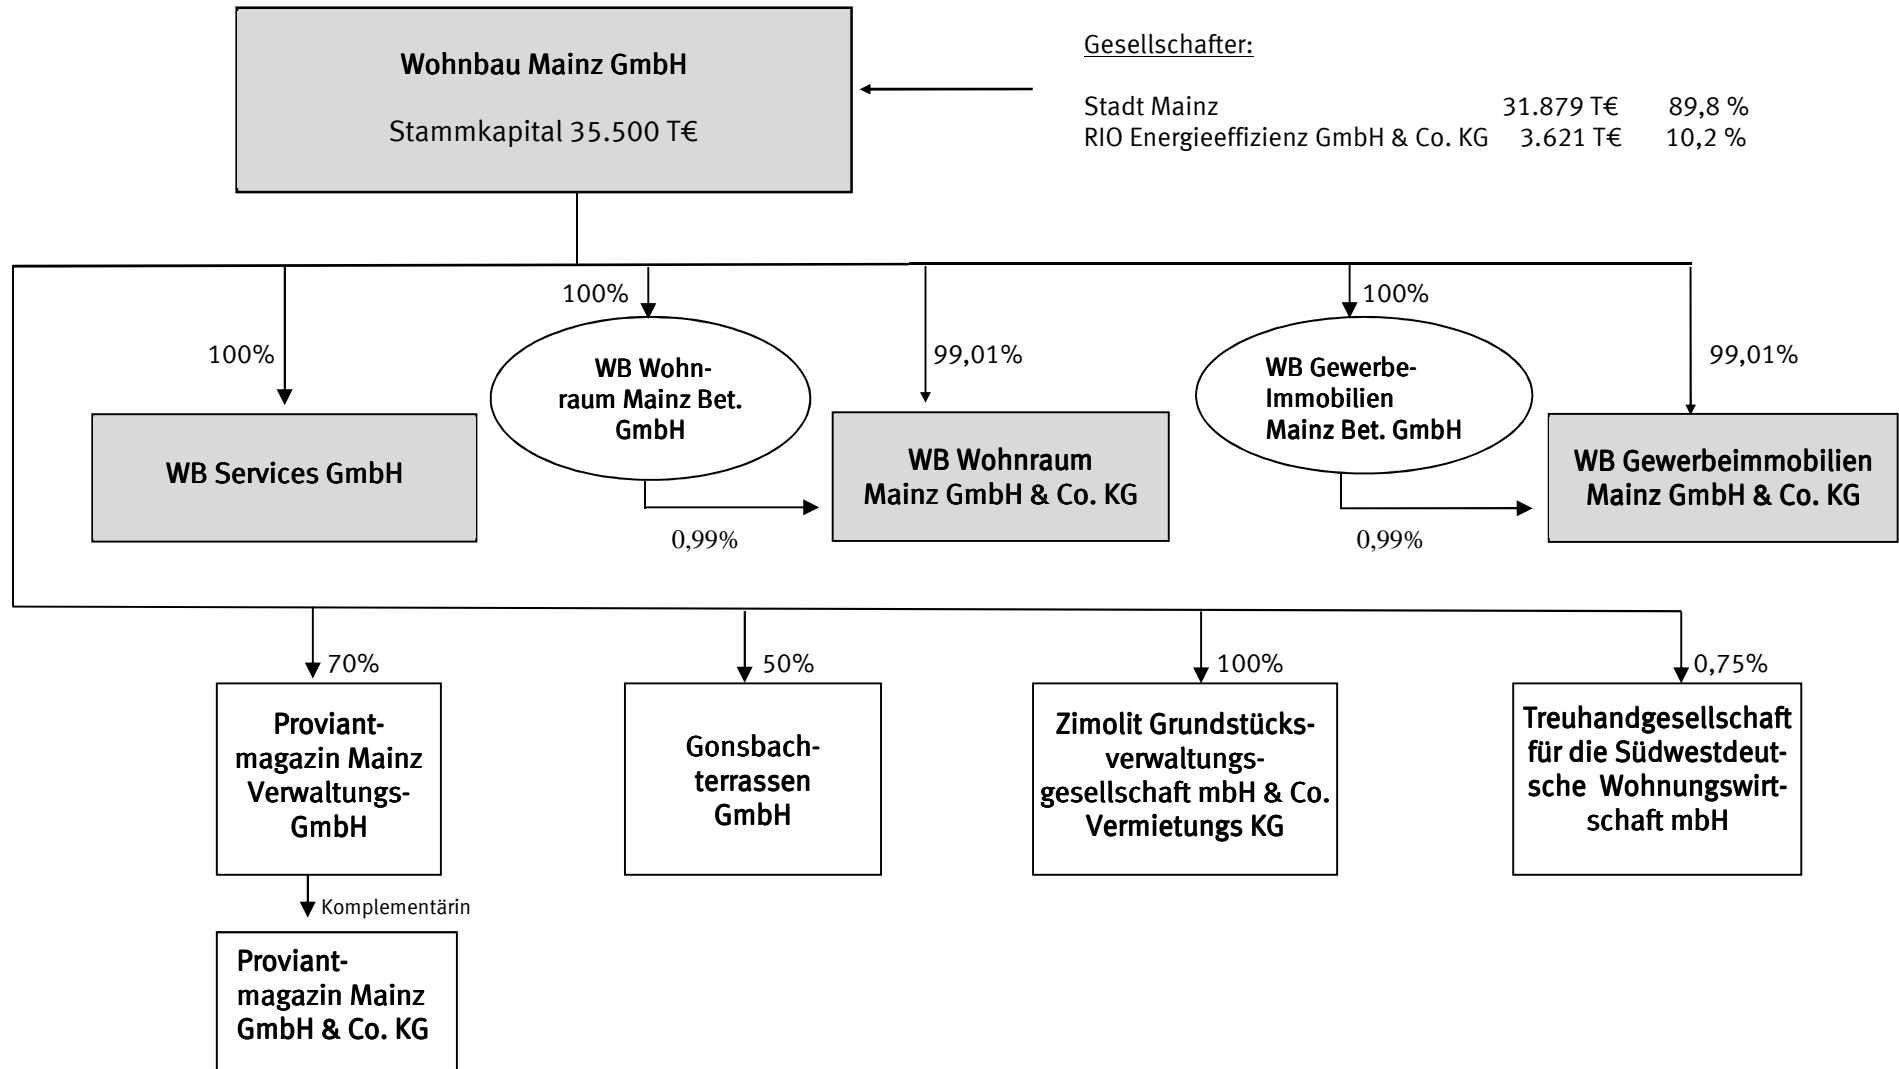 Wohnbau Mainz GmbH
Stammkapital 35.500 T€
Gesellschafter:
Stadt Mainz 31.879 T€ 89,8 %
RIO Energieeffizienz GmbH & Co. KG 3.621 T€ 10,2 %
100%
100%
100%
99,01%
99,01%
WB Services GmbH
WB Wohn-
raum Mainz Bet.
GmbH
0,99%
WB Wohnraum
Mainz GmbH & Co. KG
WB Gewerbe-
Immobilien
Mainz Bet. GmbH
0,99%
WB Gewerbeimmobilien
Mainz GmbH & Co. KG
70%
50%
100%
0,75%
Proviant-
magazin Mainz
Verwaltungs-
GmbH
Gonsbach-
terrassen
GmbH
Zimolit Grundstücks-
verwaltungs-
gesellschaft mbH & Co.
Vermietungs KG
Treuhandgesellschaft
für die Südwestdeut-
sche Wohnungswirt-
schaft mbH
Komplementärin
Proviant-
magazin Mainz
GmbH & Co. KG